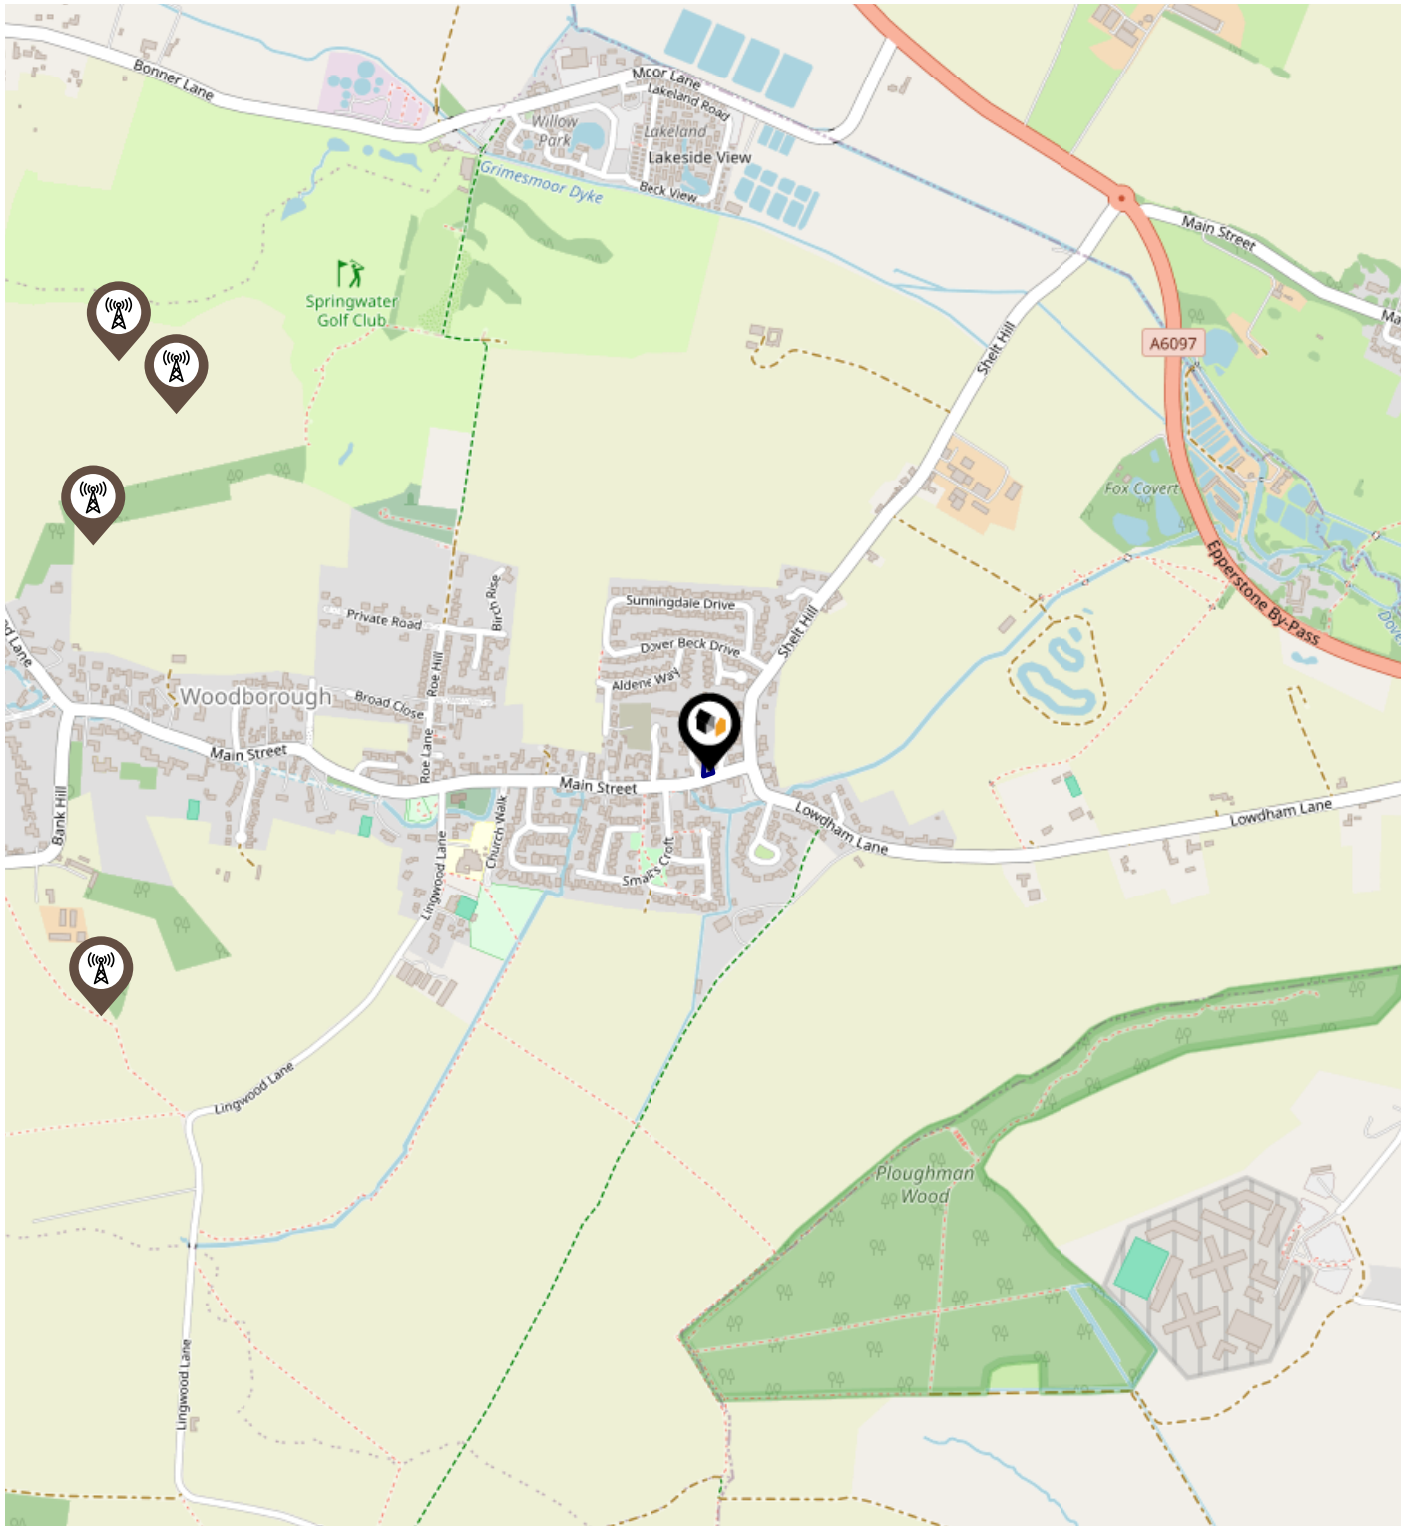 Bonner Lane
Moor Lane
Lakeland Road
Willow
Park
Lakeland
Lakeside View
Grimesmoor Dyke
Beck View
Main Street
Springwater
Golf Club
A6097
Shelt Hill
Fox Covert
Epperstone By-Pass
Birch Rise
Private Road
Sunningdale Drive
Dover Beck Drive
Shelt Hill
Roe Hill
Aldene Way
Woodborough
Broad Close
Main Street
Roe Lane
Main Street
Bank Hill
Church Walk
Lowdham Lane
Lowdham Lane
Small's Croft
Lingwood Lane
Lingwood Lane
Ploughman
Wood
Lingwood Lane